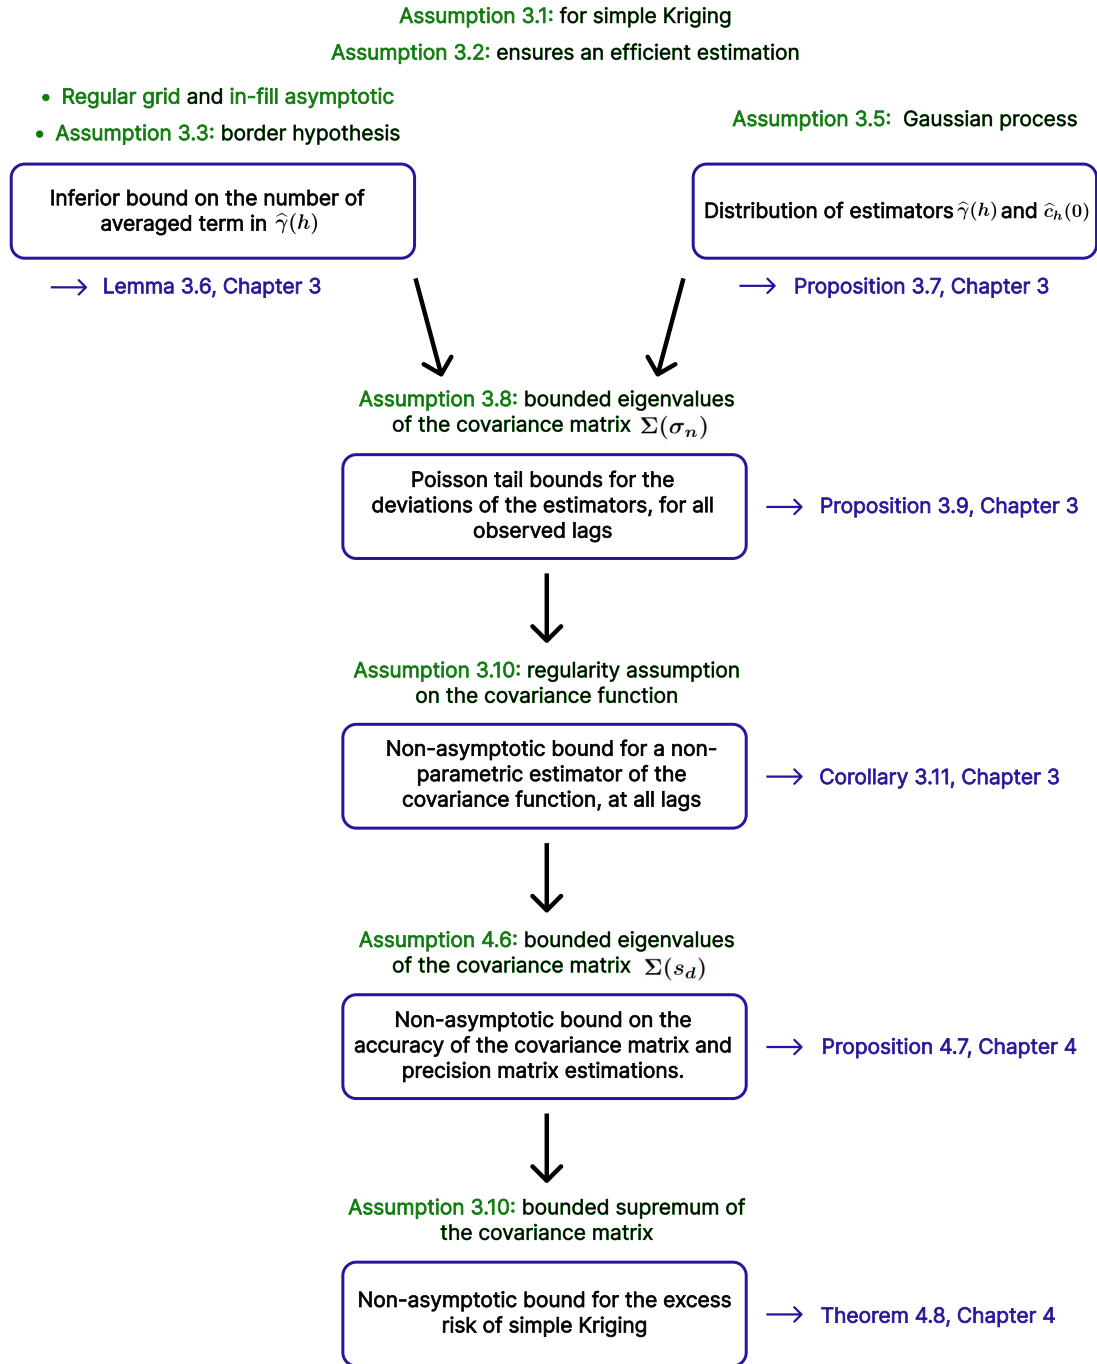 Assumption 3.1: for simple Kriging
Assumption 3.2: ensures an efficient estimation
• Regular grid and in-fill asymptotic
• Assumption 3.3: border hypothesis
Assumption 3.5: Gaussian process
Inferior bound on the number of
averaged term in γ̂(h)
Distribution of estimators γ̂(h) and ĉₕ(0)
→ Lemma 3.6, Chapter 3
→ Proposition 3.7, Chapter 3
Assumption 3.8: bounded eigenvalues
of the covariance matrix Σ(σₙ)
Poisson tail bounds for the
deviations of the estimators, for all
observed lags
→ Proposition 3.9, Chapter 3
Assumption 3.10: regularity assumption
on the covariance function
Non-asymptotic bound for a non-
parametric estimator of the
covariance function, at all lags
→ Corollary 3.11, Chapter 3
Assumption 4.6: bounded eigenvalues
of the covariance matrix Σ(s_d)
Non-asymptotic bound on the
accuracy of the covariance matrix and
precision matrix estimations.
→ Proposition 4.7, Chapter 4
Assumption 3.10: bounded supremum of
the covariance matrix
Non-asymptotic bound for the excess
risk of simple Kriging
→ Theorem 4.8, Chapter 4